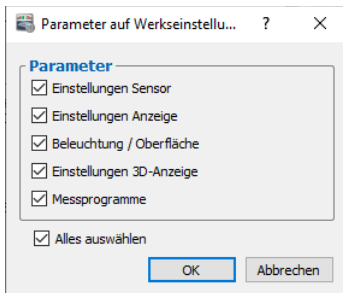 Parameter auf Werkseinstellu... ?
Parameter
Einstellungen Sensor
Einstellungen Anzeige
Beleuchtung / Oberfläche
Einstellungen 3D-Anzeige
Messprogramme
Alles auswählen
OK Abbrechen